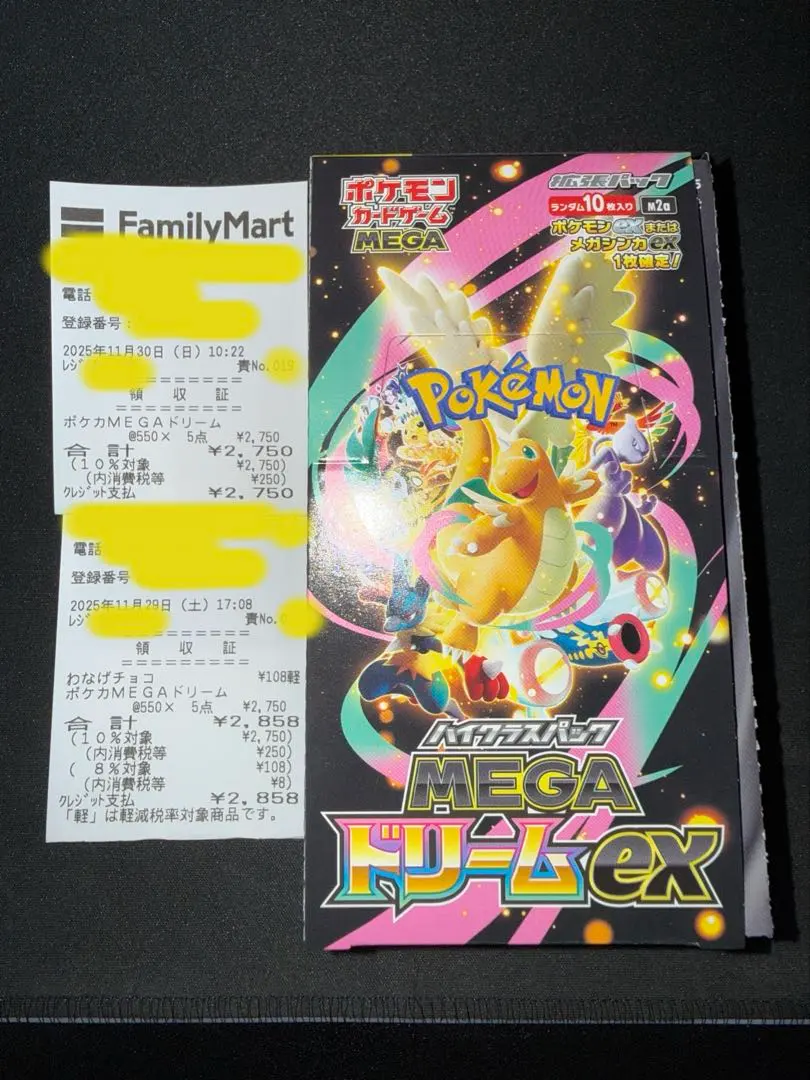 FamilyMart
電話
登録番号:
2025年11月30日(日) 10:22
レジ 責No.019
領 収 証
ポケカMEGAドリーム
@550× 5点 ¥2,750
合 計 ¥2,750
(10%対象 ¥2,750)
(内消費税等 ¥250)
クレジット支払 ¥2,750
電話
登録番号
2025年11月29日(土) 17:08
レジ 責No.
領 収 証
わなげチョコ ¥108軽
ポケカMEGAドリーム
@550× 5点 ¥2,750
合 計 ¥2,858
(10%対象 ¥2,750)
(内消費税等 ¥250)
( 8%対象 ¥108)
(内消費税等 ¥8)
クレジット支払 ¥2,858
「軽」は軽減税率対象商品です。
ポケモン
カードゲーム
MEGA
拡張パック
ランダム10枚入り M2a
ポケモンexまたは
メガシンカex
1枚確定!
POKÉMON
ハイクラスパック
MEGA
ドリームex